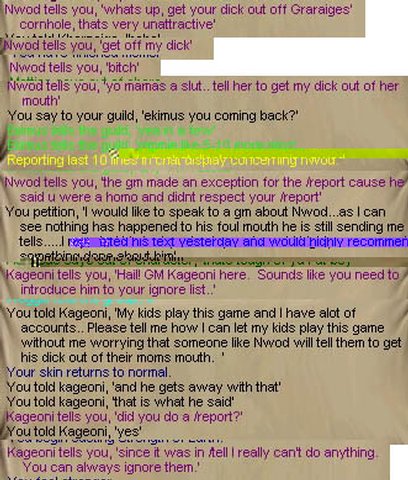 Nwod tells you, 'whats up, get your dick out off Graraiges'
cornhole, thats very unattractive'
Nwod tells you, 'get off my dick'
Nwod tells you, 'bitch'
Nwod tells you, 'yo mamas a slut.. tell her to get my dick out of her
mouth'
You say to your guild, 'ekimus you coming back?'
Reporting last 10 lines in chat display concerning nwod.
Nwod tells you, 'the gm made an exception for the /report cause he
said u were a homo and didnt respect your /report'
You petition, 'I would like to speak to a gm about Nwod...as I can
see nothing has happened to his foul mouth he is still sending me
tells.....I reported his text yesterday and would highly recommen
something done about him'
Kageoni tells you, 'Hail! GM Kageoni here. Sounds like you need to
introduce him to your ignore list..'
You told Kageoni, 'My kids play this game and I have alot of
accounts.. Please tell me how I can let my kids play this game
without me worrying that someone like Nwod will tell them to get
his dick out of their moms mouth. '
Your skin returns to normal.
You told kageoni, 'and he gets away with that'
You told kageoni, 'that is what he said'
Kageoni tells you, 'did you do a /report?'
You told Kageoni, 'yes'
You begin casting Strength of Earth.
Kageoni tells you, 'since it was in /tell I really can't do anything.
You can always ignore them.'
You feel stronger